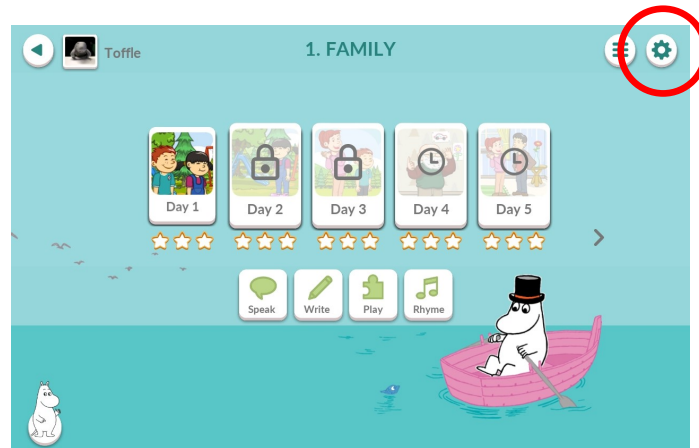 Toffle
1. FAMILY
Day 1
Day 2
Day 3
Day 4
Day 5
Speak
Write
Play
Rhyme